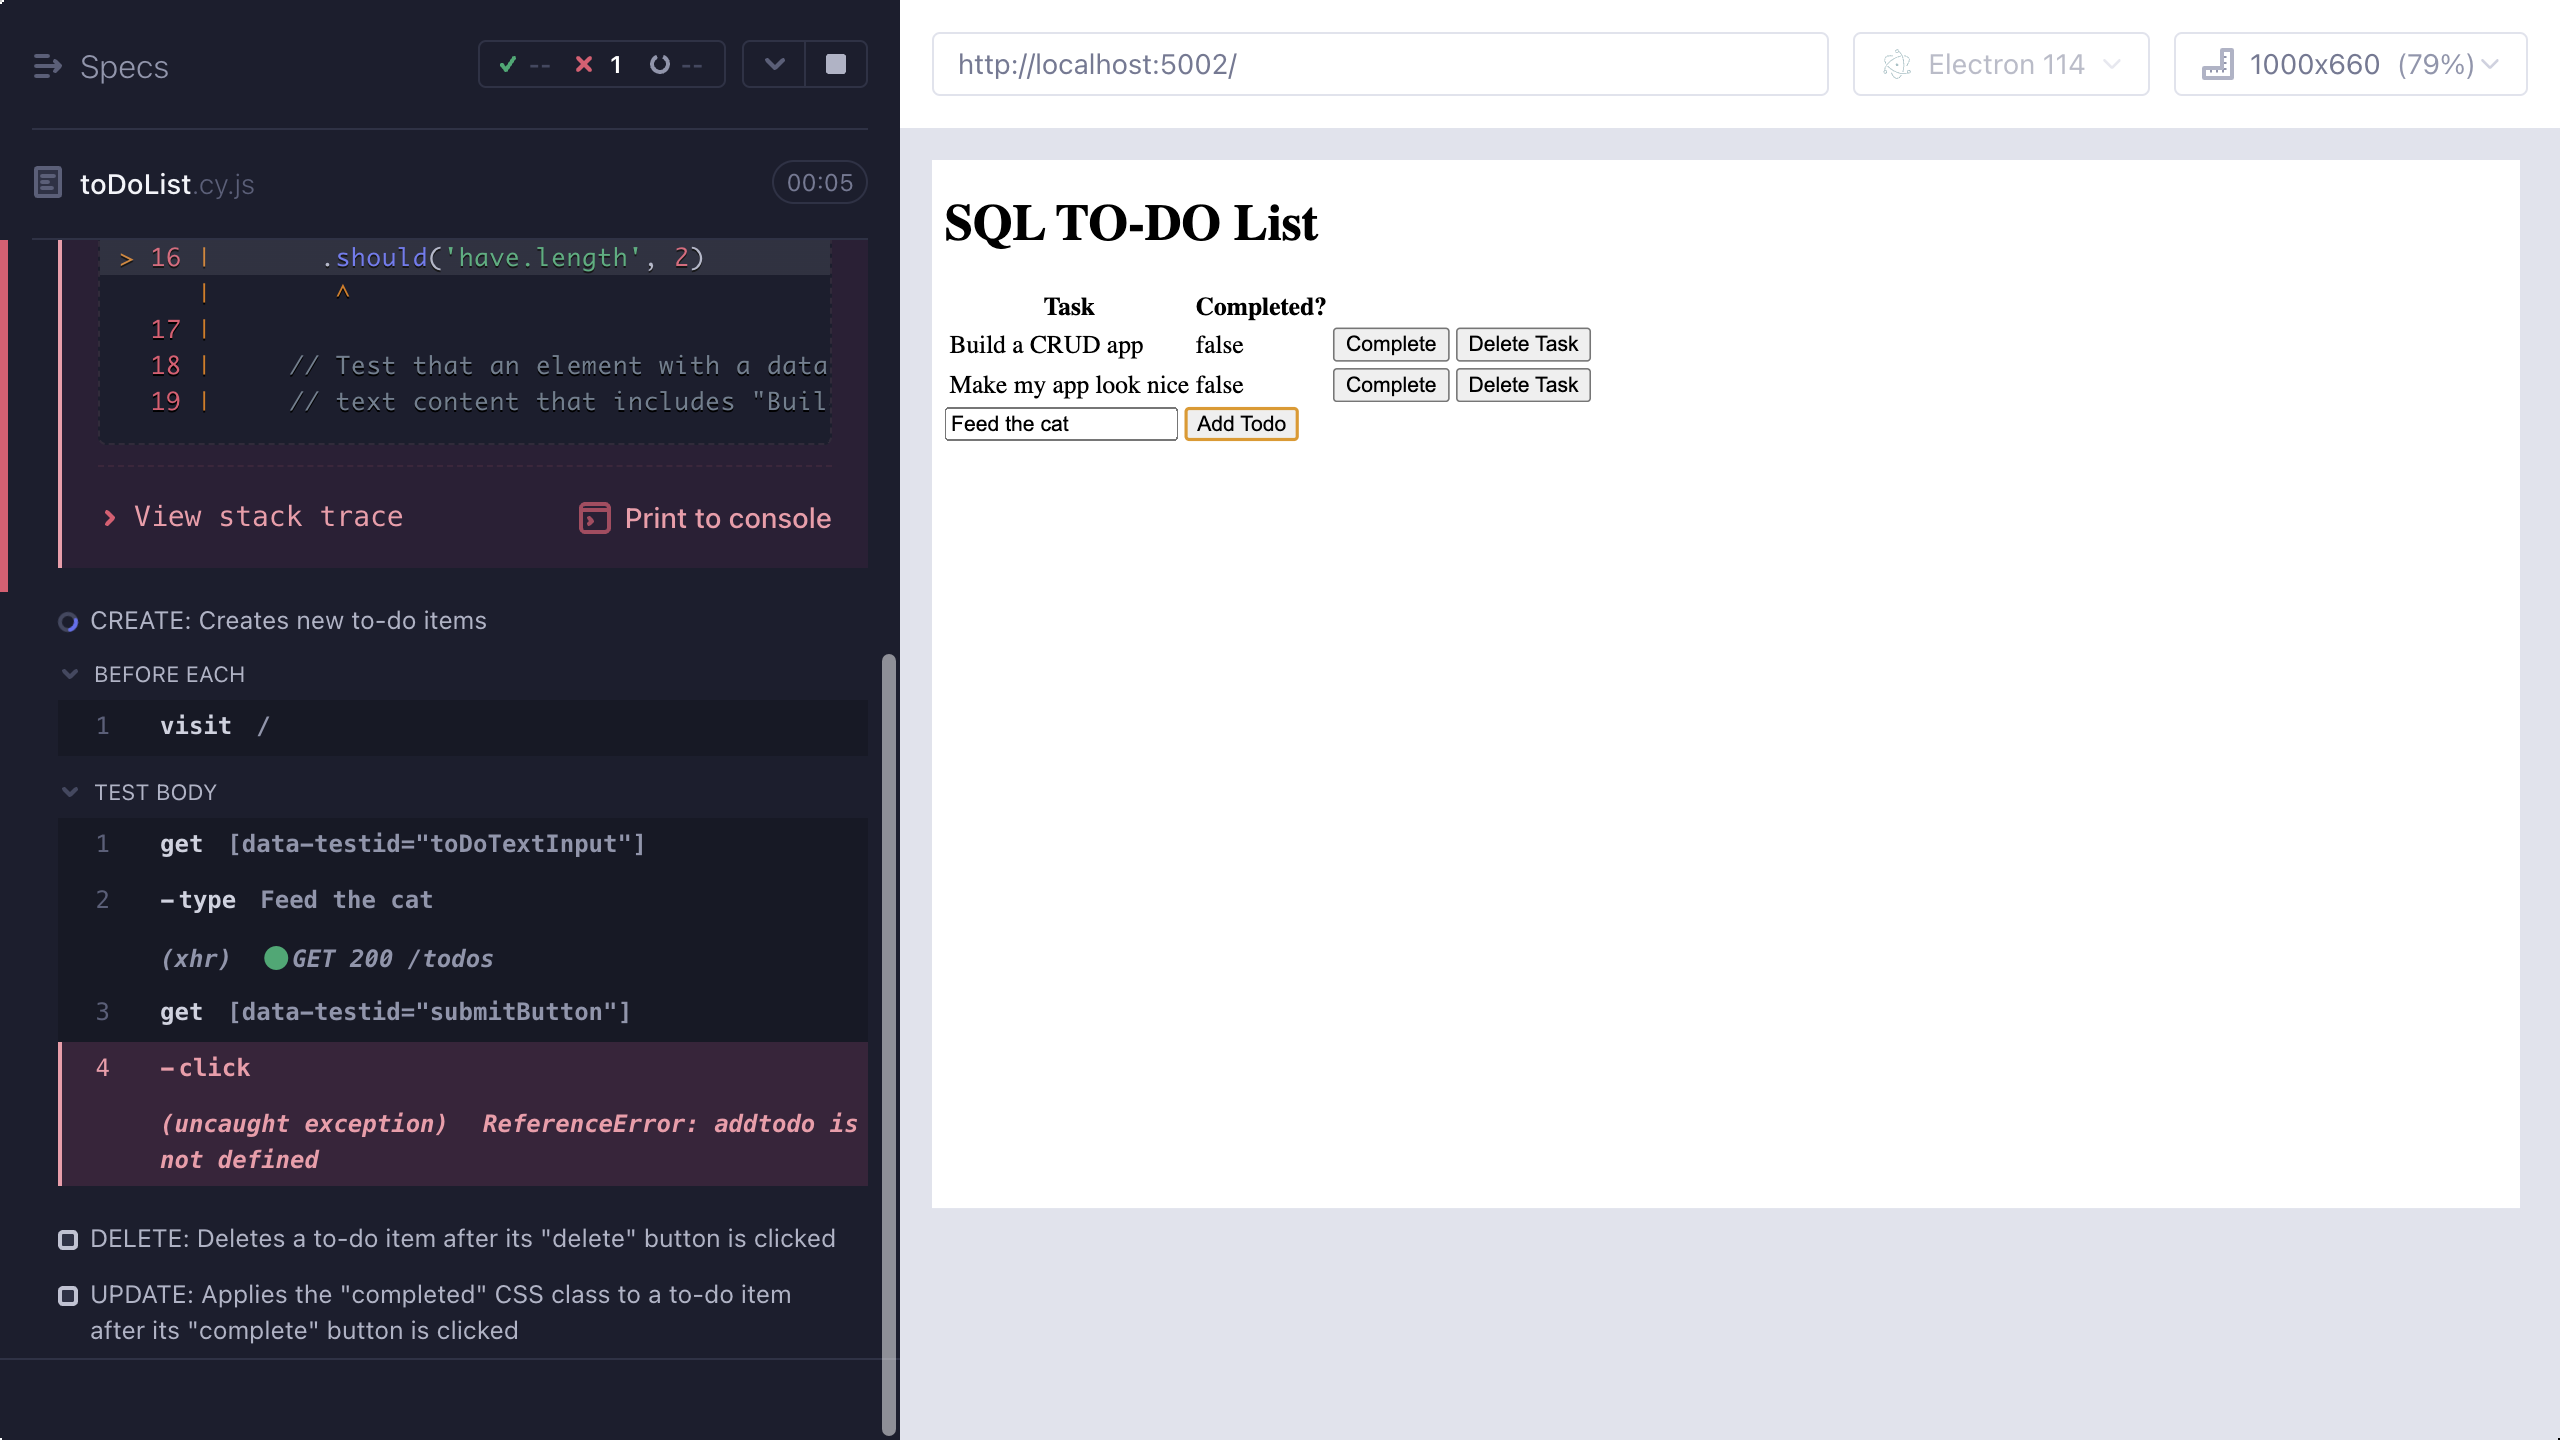 Specs
-- 1 --
toDoList.cy.js
00:05
> 16 | .should('have.length', 2)
| ^
17 |
18 | // Test that an element with a data
19 | // text content that includes "Buil
View stack trace
Print to console
CREATE: Creates new to-do items
BEFORE EACH
1 visit /
TEST BODY
1 get [data-testid="toDoTextInput"]
2 -type Feed the cat
(xhr) GET 200 /todos
3 get [data-testid="submitButton"]
4 -click
(uncaught exception) ReferenceError: addtodo is
not defined
DELETE: Deletes a to-do item after its "delete" button is clicked
UPDATE: Applies the "completed" CSS class to a to-do item
after its "complete" button is clicked
http://localhost:5002/
Electron 114
1000x660 (79%)
SQL TO-DO List
Task Completed?
Build a CRUD app false Complete Delete Task
Make my app look nice false Complete Delete Task
Feed the cat Add Todo